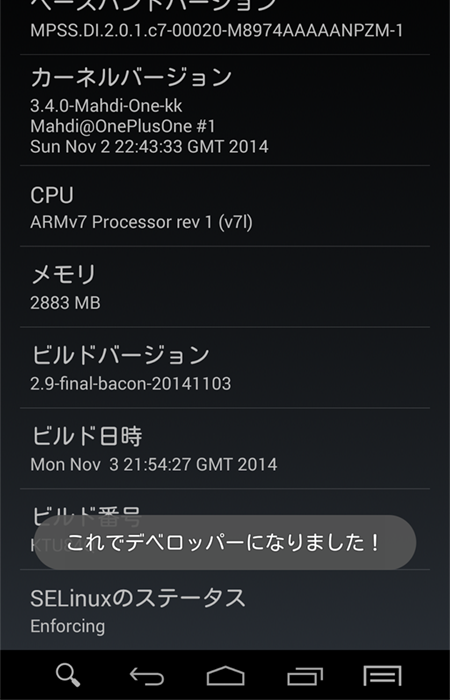 ベースバンドバージョン
MPSS.DI.2.0.1.c7-00020-M8974AAAAANPZM-1
カーネルバージョン
3.4.0-Mahdi-One-kk
Mahdi@OnePlusOne #1
Sun Nov 2 22:43:33 GMT 2014
CPU
ARMv7 Processor rev 1 (v7l)
メモリ
2883 MB
ビルドバージョン
2.9-final-bacon-20141103
ビルド日時
Mon Nov  3 21:54:27 GMT 2014
ビルド番号
これでデベロッパーになりました！
SELinuxのステータス
Enforcing